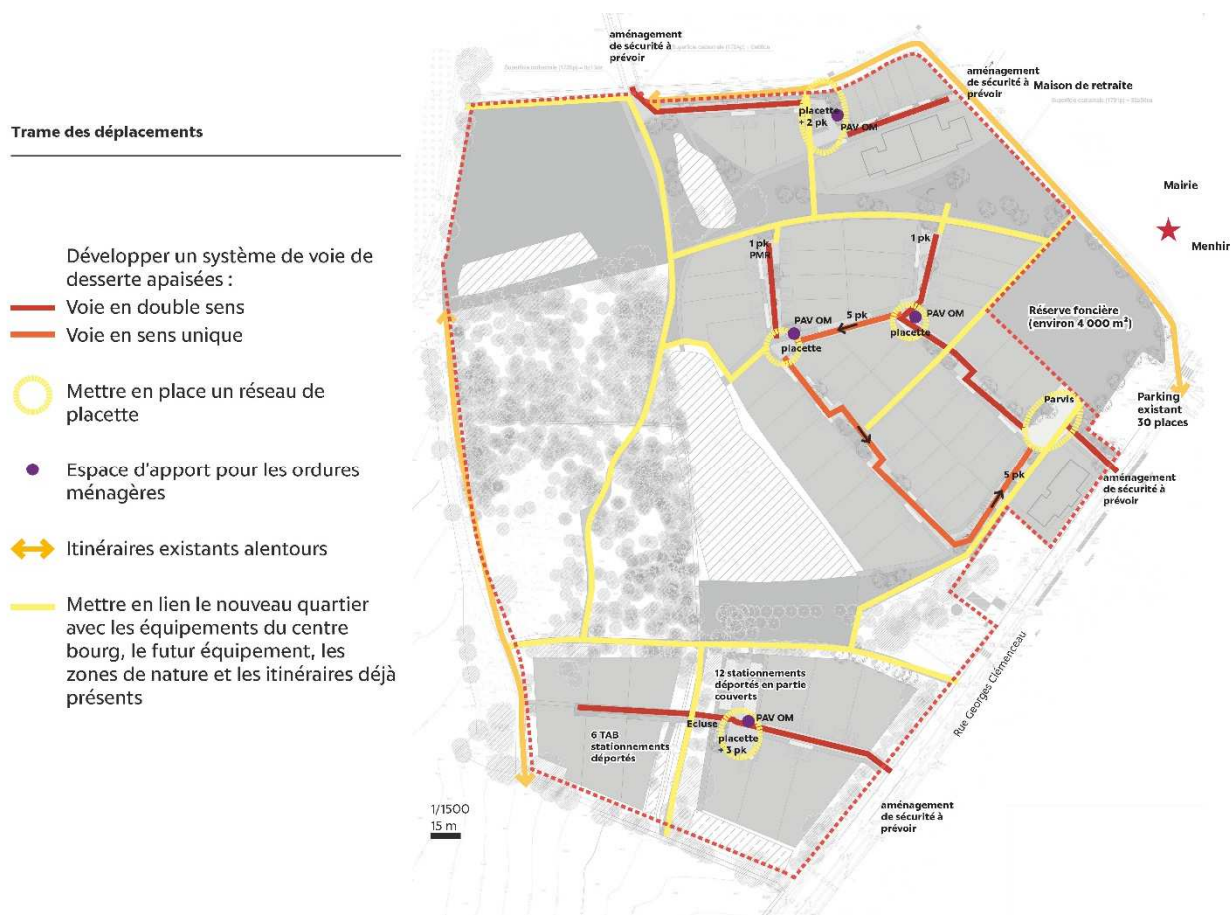 Trame des déplacements
Développer un système de voie de
desserte apaisées :
Voie en double sens
Voie en sens unique
Mettre en place un réseau de
placette
Espace d'apport pour les ordures
ménagères
Itinéraires existants alentours
Mettre en lien le nouveau quartier
avec les équipements du centre
bourg, le futur équipement, les
zones de nature et les itinéraires déjà
présents
aménagement
de sécurité à
prévoir
aménagement
de sécurité à
prévoir
Maison de retraite
placette
+ 2 pk
PAV OM
Mairie
Menhir
1 pk
PMR
1 pk
PAV OM
placette
5 pk
PAV OM
placette
Réserve foncière
(environ 4 000 m²)
Parvis
Parking
existant
30 places
5 pk
aménagement
de sécurité à
prévoir
Rue Georges Clémenceau
12 stationnements
déportés en partie
couverts
Ecluse
PAV OM
placette
+ 3 pk
6 TAB
stationnements
déportés
aménagement
de sécurité à
prévoir
1/1500
15 m